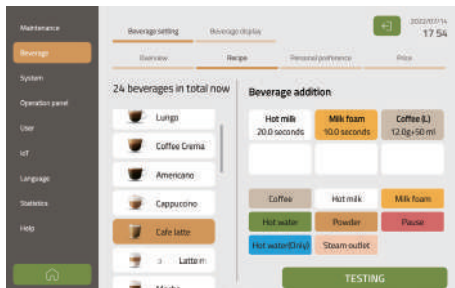 Maintenance
Beverage
System
Operation panel
User
IoT
Language
Statistics
Help
Beverage setting
Beverage display
2022/07/14
17 54
Overview
Recipe
Personal preference
Price
24 beverages in total now
Lungo
Coffee Crema
Americano
Cappuccino
Cafe latte
Latte m
Mocha
Beverage addition
Hot milk
20.0 seconds
Milk foam
10.0 seconds
Coffee (L)
12.0g+50 ml
Coffee
Hot milk
Milk foam
Hot water
Powder
Pause
Hot water(Only)
Steam outlet
TESTING